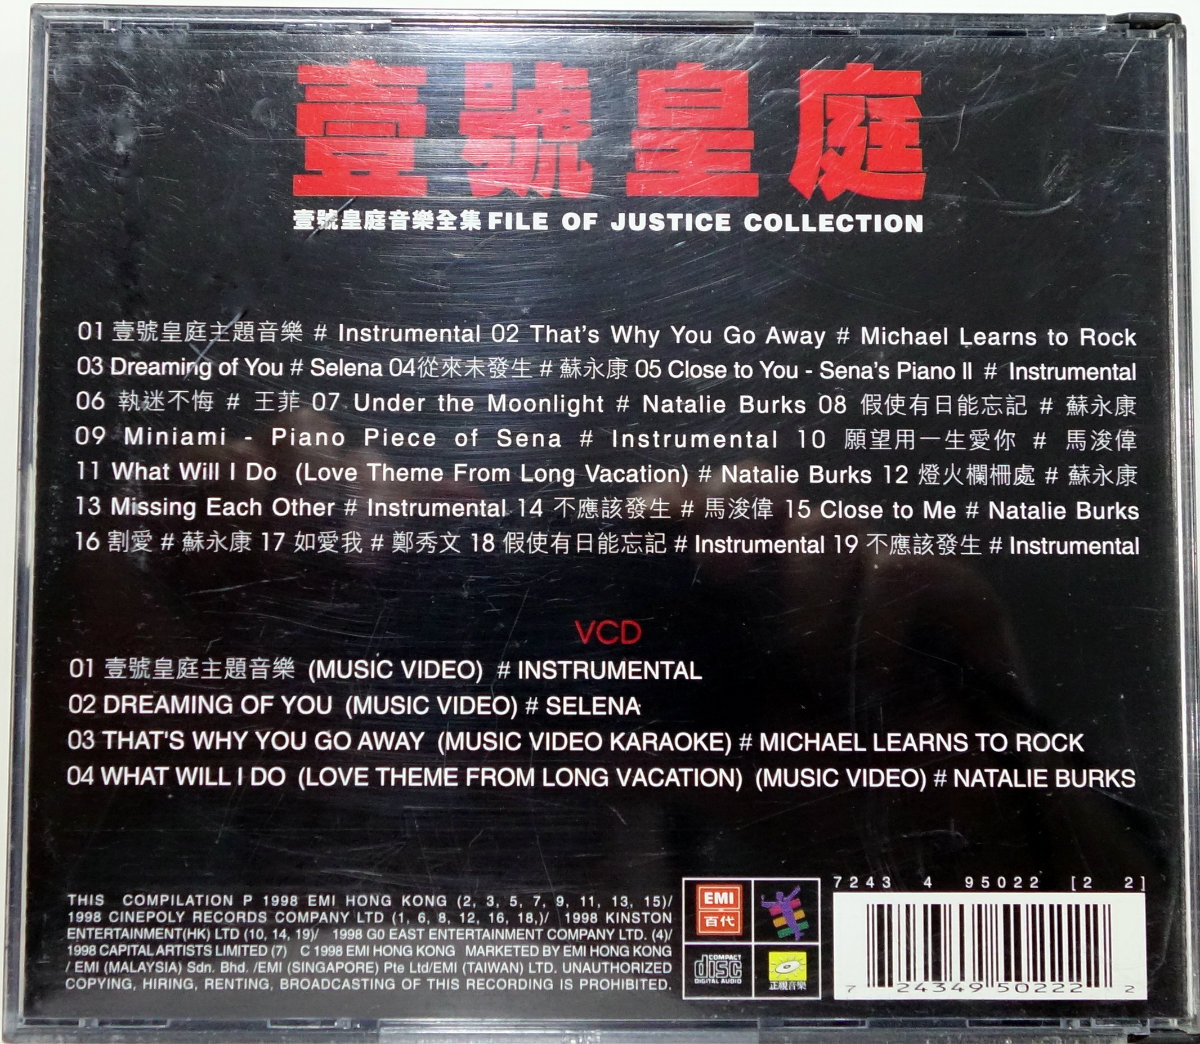 壹號皇庭
壹號皇庭音樂全集 FILE OF JUSTICE COLLECTION
01 壹號皇庭主題音樂 # Instrumental 02 That's Why You Go Away # Michael Learns to Rock
03 Dreaming of You # Selena 04從來未發生 # 蘇永康 05 Close to You - Sena's Piano II # Instrumental
06 執迷不悔 # 王菲 07 Under the Moonlight # Natalie Burks 08 假使有日能忘記 # 蘇永康
09 Miniami - Piano Piece of Sena # Instrumental 10 願望用一生愛你 # 馬浚偉
11 What Will I Do (Love Theme From Long Vacation) # Natalie Burks 12 燈火欄柵處 # 蘇永康
13 Missing Each Other # Instrumental 14 不應該發生 # 馬浚偉 15 Close to Me # Natalie Burks
16 割愛 # 蘇永康 17 如愛我 # 鄭秀文 18 假使有日能忘記 # Instrumental 19 不應該發生 # Instrumental
VCD
01 壹號皇庭主題音樂 (MUSIC VIDEO) # INSTRUMENTAL
02 DREAMING OF YOU (MUSIC VIDEO) # SELENA
03 THAT'S WHY YOU GO AWAY (MUSIC VIDEO KARAOKE) # MICHAEL LEARNS TO ROCK
04 WHAT WILL I DO (LOVE THEME FROM LONG VACATION) (MUSIC VIDEO) # NATALIE BURKS
THIS COMPILATION P 1998 EMI HONG KONG (2, 3, 5, 7, 9, 11, 13, 15)/
1998 CINEPOLY RECORDS COMPANY LTD (1, 6, 8, 12, 16, 18,)/ 1998 KINSTON
ENTERTAINMENT(HK) LTD (10, 14, 19)/ 1998 GO EAST ENTERTAINMENT COMPANY LTD. (4)/
1998 CAPITAL ARTISTS LIMITED (7) C 1998 EMI HONG KONG MARKETED BY EMI HONG KONG
/ EMI (MALAYSIA) Sdn. Bhd. /EMI (SINGAPORE) Pte Ltd/EMI (TAIWAN) LTD. UNAUTHORIZED
COPYING, HIRING, RENTING, BROADCASTING OF THIS RECORDING IS PROHIBITED.
EMI
百代
COMPACT
disc
DIGITAL AUDIO
正視音樂
7243 4 95022 [2 2]
7 24349 50222 2